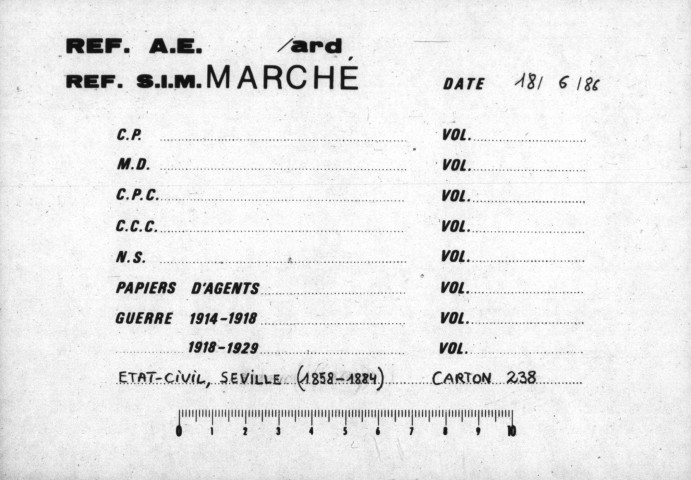 REF. A.E. /ard
REF. S.I.M. MARCHÉ DATE 18/ 6 /86
C.P. VOL.
M.D. VOL.
C.P.C. VOL.
C.C.C. VOL.
N.S. VOL.
PAPIERS D'AGENTS VOL.
GUERRE 1914-1918 VOL.
1918-1929 VOL.
ETAT-CIVIL, SEVILLE (1858-1884) CARTON 238
0 1 2 3 4 5 6 7 8 9 10